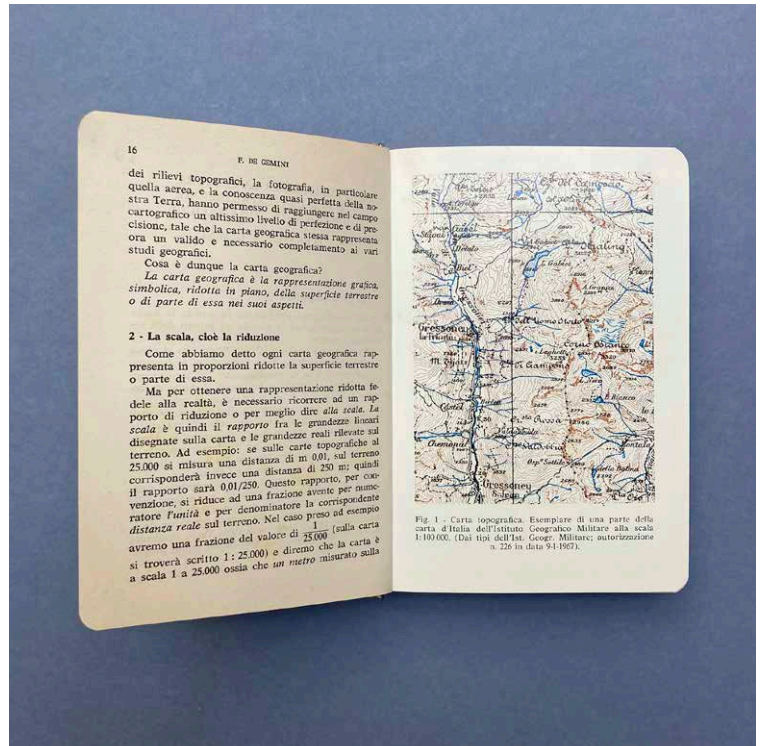 16
F. DE GEMINI
dei rilievi topografici, la fotografia, in particolare
quella aerea, e la conoscenza quasi perfetta della no-
stra Terra, hanno permesso di raggiungere nel campo
cartografico un altissimo livello di perfezione e di pre-
cisione, tale che la carta geografica stessa rappresenta
ora un valido e necessario completamento ai vari
studi geografici.
Cosa è dunque la carta geografica?
La carta geografica è la rappresentazione grafica,
simbolica, ridotta in piano, della superficie terrestre
o di parte di essa nei suoi aspetti.
2 - La scala, cioè la riduzione
Come abbiamo detto ogni carta geografica rap-
presenta in proporzioni ridotte la superficie terrestre
o parte di essa.
Ma per ottenere una rappresentazione ridotta fe-
dele alla realtà, è necessario ricorrere ad un rap-
porto di riduzione o per meglio dire alla scala. La
scala è quindi il rapporto fra le grandezze lineari
disegnate sulla carta e le grandezze reali rilevate sul
terreno. Ad esempio: se sulle carte topografiche al
25.000 si misura una distanza di m 0,01, sul terreno
corrisponderà invece una distanza di 250 m; quindi
il rapporto sarà 0,01/250. Questo rapporto, per con-
venzione, si riduce ad una frazione avente per nume-
ratore l'unità e per denominatore la corrispondente
distanza reale sul terreno. Nel caso preso ad esempio
avremo una frazione del valore di 1/25.000 (sulla carta
si troverà scritto 1 : 25.000) e diremo che la carta è
a scala 1 a 25.000 ossia che un metro misurato sulla
Gressoney
la Trinité
Corno Bianco
Gressoney
S. Jean
Fig. 1 - Carta topografica. Esemplare di una parte della
carta d'Italia dell'Istituto Geografico Militare alla scala
1:100.000. (Dai tipi dell'Ist. Geogr. Militare; autorizzazione
n. 226 in data 9-1-1967).